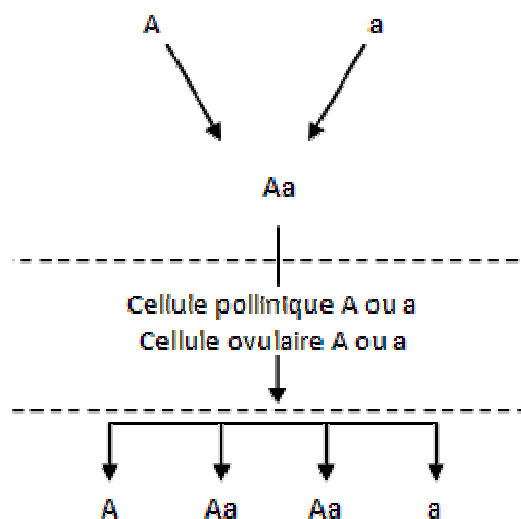 A a
Aa
Cellule pollinique A ou a
Cellule ovulaire A ou a
A Aa Aa a